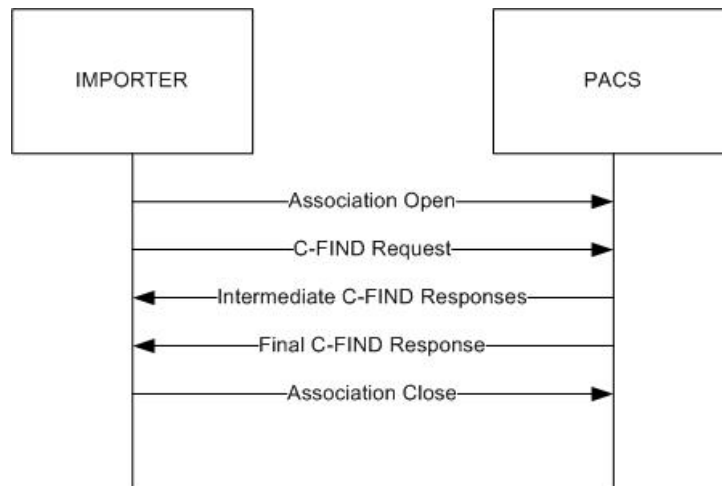 IMPORTER
PACS
Association Open
C-FIND Request
Intermediate C-FIND Responses
Final C-FIND Response
Association Close